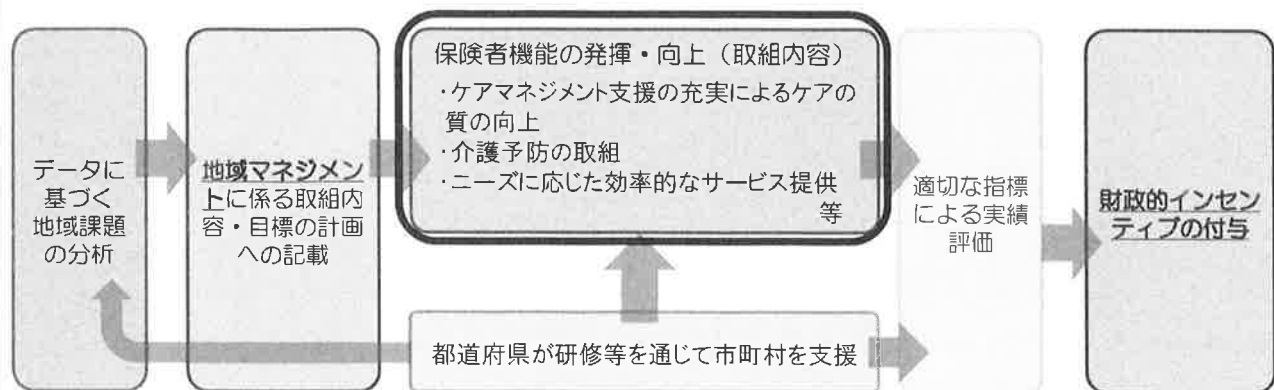 データに
基づく
地域課題
の分析
地域マネジメン
トに係る取組内
容・目標の計画
への記載
保険者機能の発揮・向上（取組内容）
・ケアマネジメント支援の充実によるケアの
質の向上
・介護予防の取組
・ニーズに応じた効率的なサービス提供
等
都道府県が研修等を通じて市町村を支援
適切な指標
による実績
評価
財政的インセン
ティブの付与